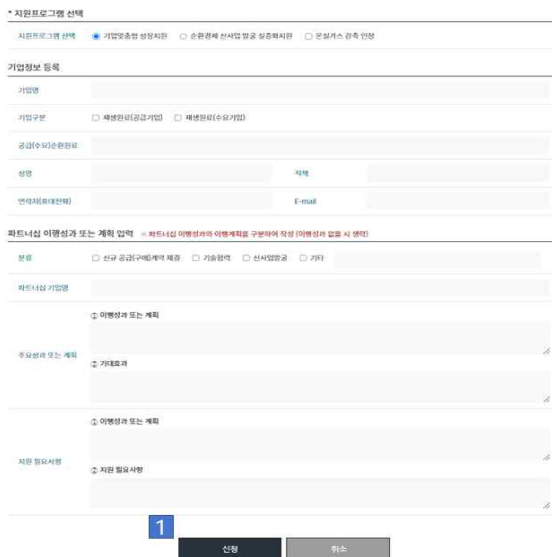 * 지원프로그램 선택
지원프로그램 선택 기업맞춤형 성장지원 순환경제 신사업 발굴 실증화지원 온실가스 감축 인정
기업정보 등록
기업명
기업구분 재생원료(공급기업) 재생원료(수요기업)
공급(수요)순환원료
성명 직책
연락처(휴대전화) E-mail
파트너십 이행성과 또는 계획 입력 ※ 파트너십 이행성과와 이행계획을 구분하여 작성 (이행성과 없을 시 생략)
분류 신규 공급(구매)계약 체결 기술협력 신사업발굴 기타
파트너십 기업명
① 이행성과 또는 계획
주요성과 또는 계획
② 기대효과
① 이행성과 또는 계획
지원 필요사항
② 지원 필요사항
1
신청 취소